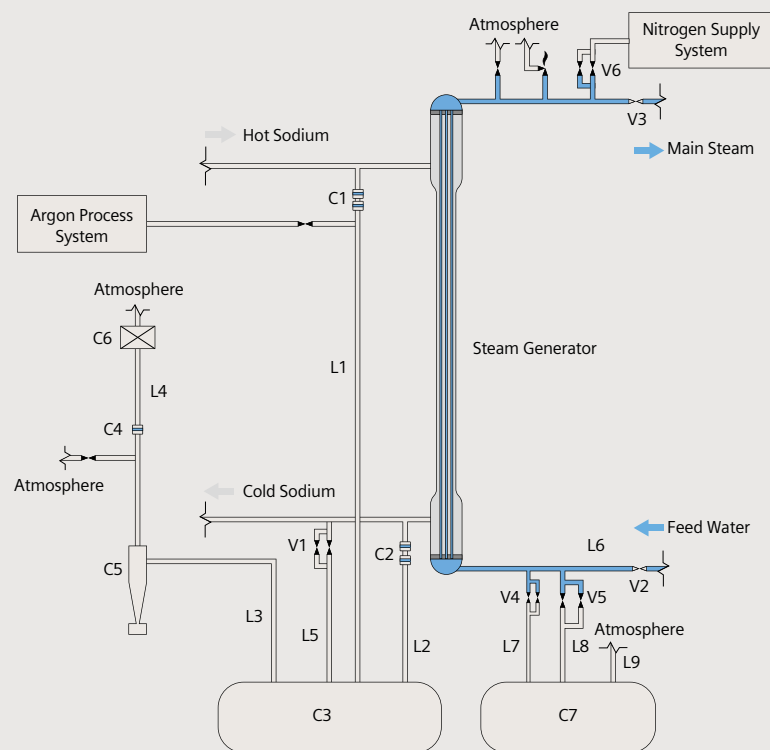 Atmosphere
Nitrogen Supply
System
V6
V3
Hot Sodium
Main Steam
C1
Argon Process
System
Atmosphere
C6
Steam Generator
L1
L4
C4
Atmosphere
Cold Sodium
Feed Water
L6
V1
C2
C5
V2
V4
V5
Atmosphere
L3
L5
L2
L7
L8
L9
C3
C7